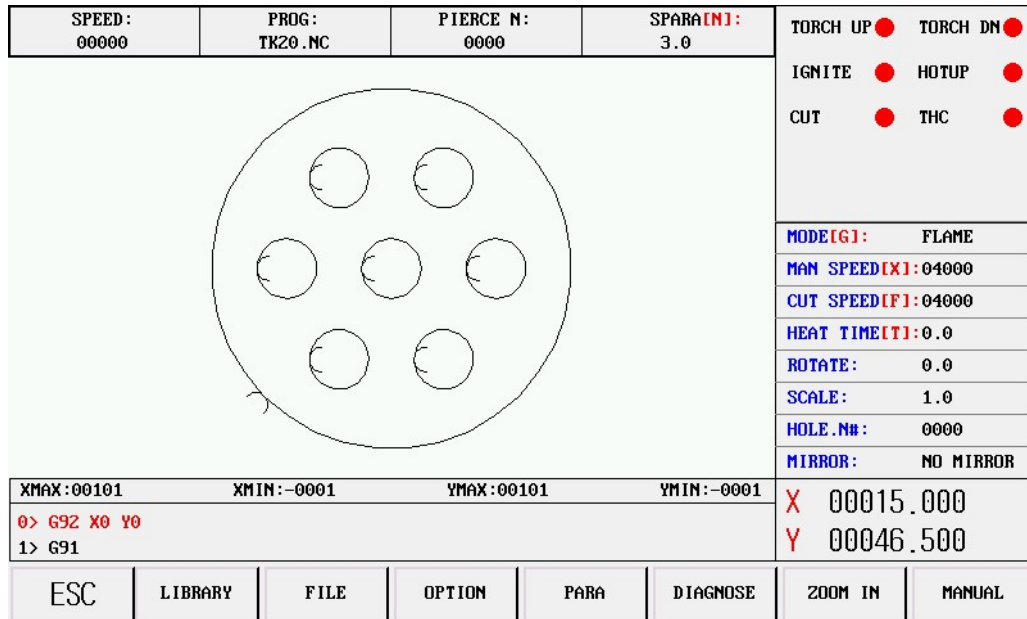 SPEED: PROG: PIERCE N: SPARA[N]:
00000 TK20.NC 0000 3.0
TORCH UP TORCH DN
IGNITE HOTUP
CUT THC
MODE[G]: FLAME
MAN SPEED[X]:04000
CUT SPEED[F]:04000
HEAT TIME[T]:0.0
ROTATE: 0.0
SCALE: 1.0
HOLE.N#: 0000
MIRROR: NO MIRROR
XMAX:00101 XMIN:-0001 YMAX:00101 YMIN:-0001
0> G92 X0 Y0
1> G91
X 00015.000
Y 00046.500
ESC LIBRARY FILE OPTION PARA DIAGNOSE ZOOM IN MANUAL